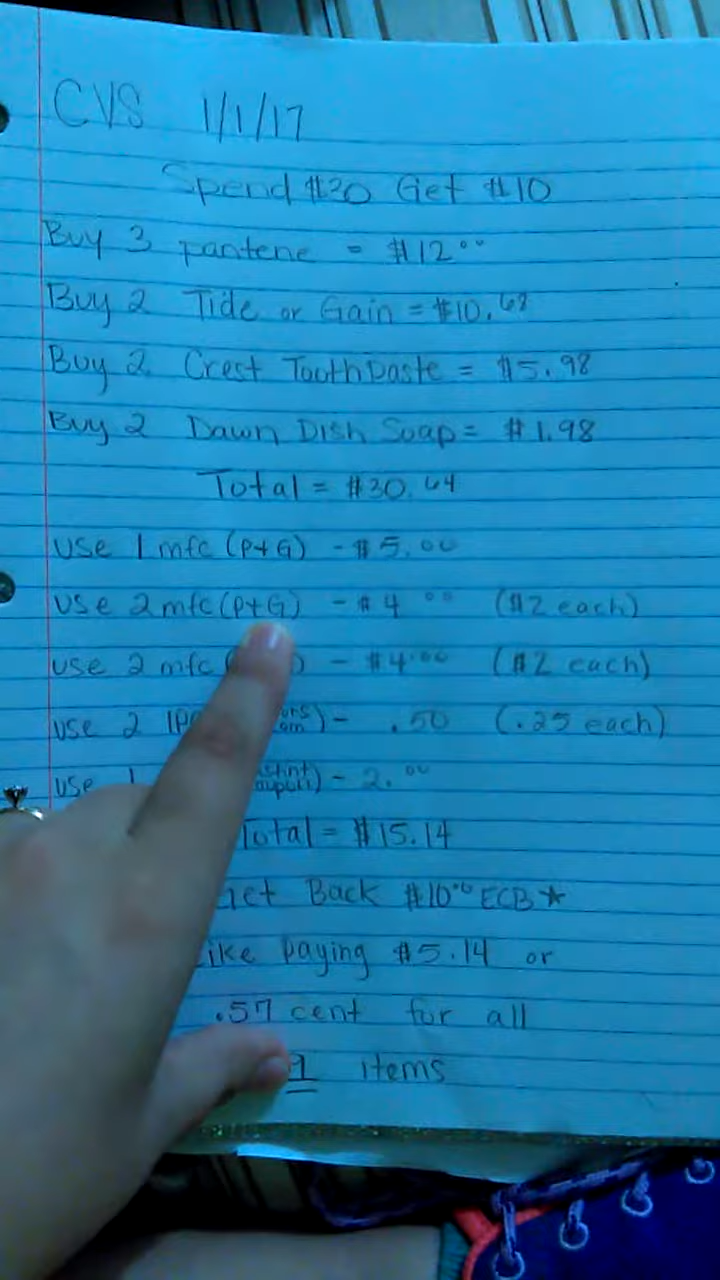 CVS 1/1/17
Spend $20 Get $10
Buy 3 pantene = $12.00
Buy 2 Tide or Gain = $10.68
Buy 2 Crest ToothPaste = $5.98
Buy 2 Dawn Dish Soap = $1.98
Total = $30.64
use 1 mfc (P+G) - $5.00
use 2 mfc (P+G) - $4.00 ($2 each)
use 2 mfc - $4.00 ($2 each)
use 2 - .50 (.25 each)
use 1 - 2.00
Total = $15.14
Get Back $10.00 ECB ★
Like paying $5.14 or
.57 cent for all
9 items